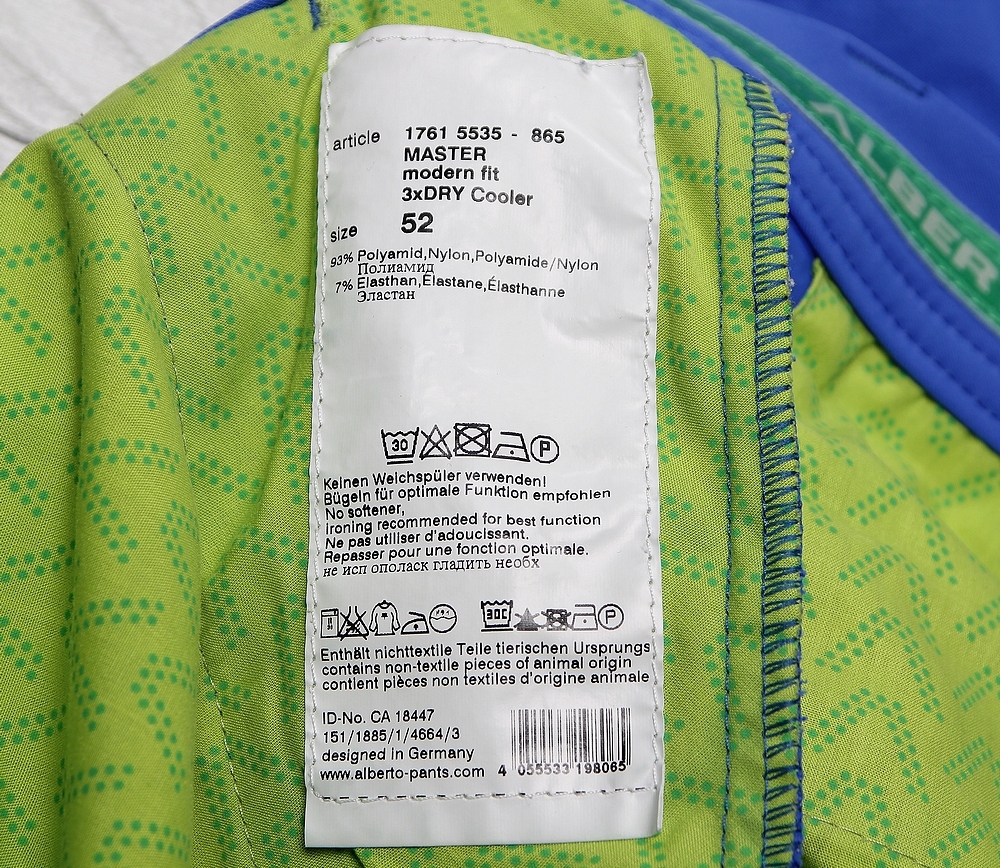 article 1761 5535 - 865
MASTER
modern fit
3xDRY Cooler
size 52
93% Polyamid,Nylon,Polyamide/Nylon
Полиамид
7% Elasthan,Élastane,Élasthanne
Эластан
30 P
Keinen Weichspüler verwenden!
Bügeln für optimale Funktion empfohlen
No softener,
ironing recommended for best function
Ne pas utiliser d'adoucissant.
Repasser pour une fonction optimale.
не исп ополаск гладить необх
30C P
Enthält nichttextile Teile tierischen Ursprungs
contains non-textile pieces of animal origin
contient pièces non textiles d'origine animale
ID-No. CA 18447
151/1885/1/4664/3
designed in Germany
www.alberto-pants.com
4 055533 198065
ALBER